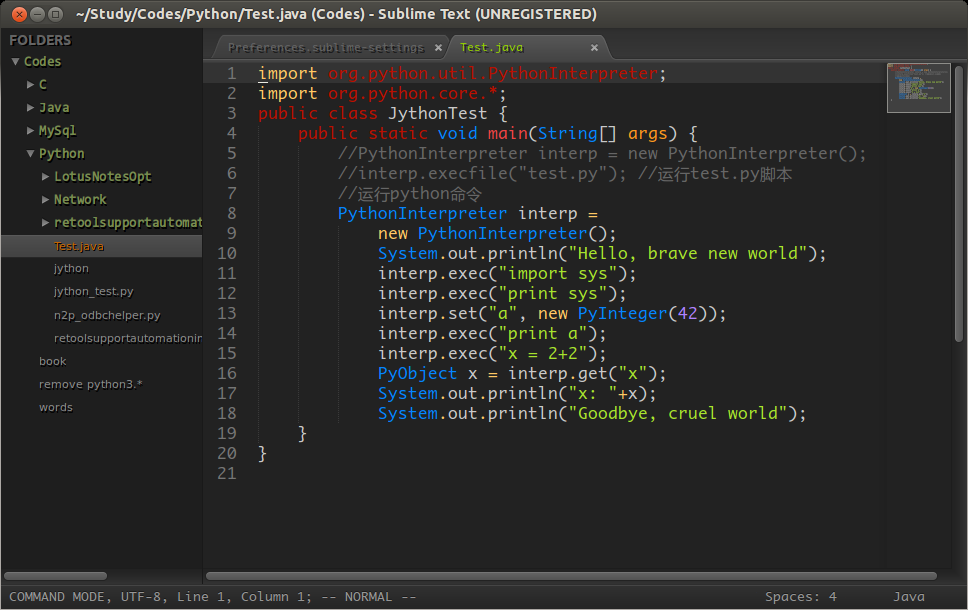 ~/Study/Codes/Python/Test.java (Codes) - Sublime Text (UNREGISTERED)
FOLDERS
Codes
C
Java
MySql
Python
LotusNotesOpt
Network
retoolsupportautomat
Test.java
jython
jython_test.py
n2p_odbchelper.py
retoolsupportautomationin
book
remove python3.*
words
Preferences.sublime-settings ×
Test.java ×
1 import org.python.util.PythonInterpreter;
2 import org.python.core.*;
3 public class JythonTest {
4     public static void main(String[] args) {
5         //PythonInterpreter interp = new PythonInterpreter();
6         //interp.execfile("test.py"); //运行test.py脚本
7         //运行python命令
8         PythonInterpreter interp =
9             new PythonInterpreter();
10             System.out.println("Hello, brave new world");
11             interp.exec("import sys");
12             interp.exec("print sys");
13             interp.set("a", new PyInteger(42));
14             interp.exec("print a");
15             interp.exec("x = 2+2");
16             PyObject x = interp.get("x");
17             System.out.println("x: "+x);
18             System.out.println("Goodbye, cruel world");
19     }
20 }
21
COMMAND MODE, UTF-8, Line 1, Column 1; -- NORMAL --
Spaces: 4
Java